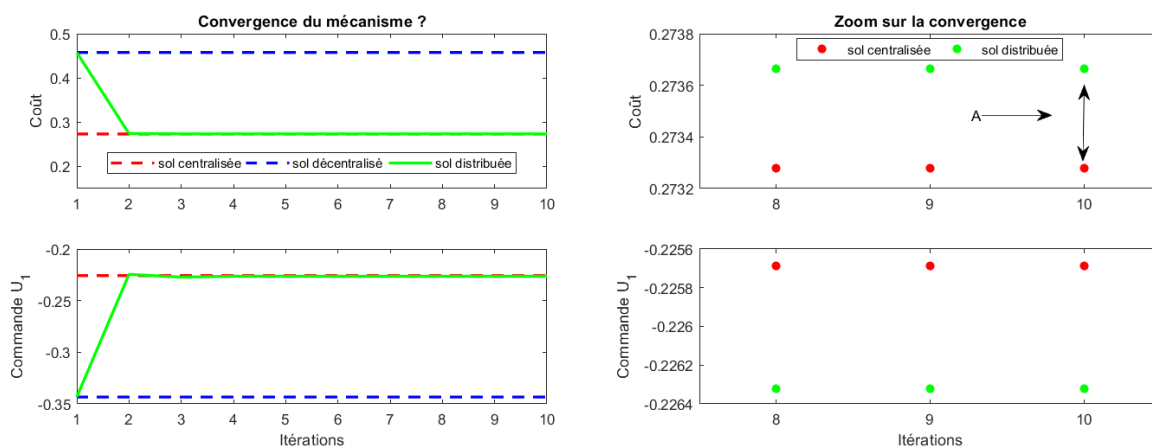 Convergence du mécanisme ?
0.5
0.4
0.3
0.2
Coût
sol centralisée sol décentralisé sol distribuée
1 2 3 4 5 6 7 8 9 10
Zoom sur la convergence
0.2738
0.2736
0.2734
0.2732
Coût
sol centralisée sol distribuée
A
8 9 10
-0.2
-0.25
-0.3
-0.35
Commande U1
1 2 3 4 5 6 7 8 9 10
Itérations
-0.2256
-0.2258
-0.226
-0.2262
-0.2264
Commande U1
8 9 10
Itérations